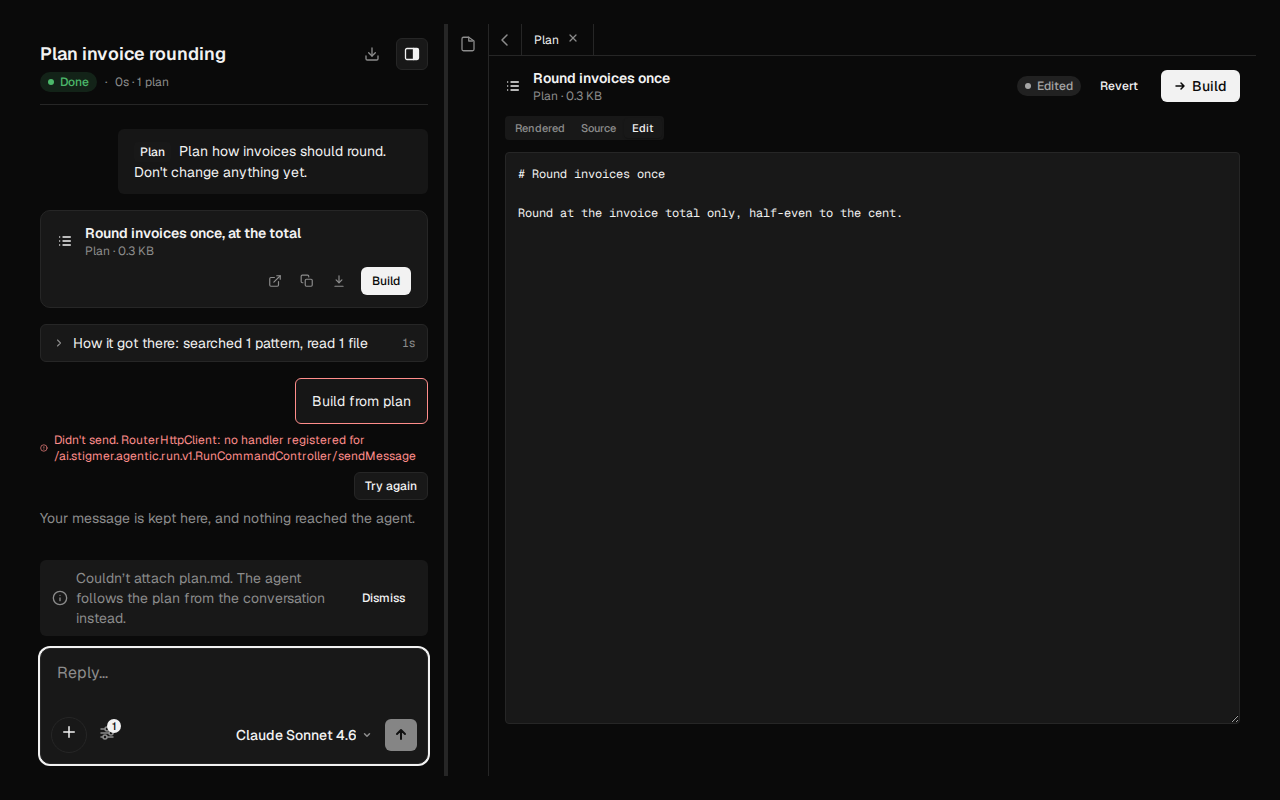 Plan invoice rounding
Done · 0s · 1 plan
Plan Plan how invoices should round.
Don't change anything yet.
Round invoices once, at the total
Plan · 0.3 KB
Build
How it got there: searched 1 pattern, read 1 file 1s
Build from plan
Didn't send. RouterHttpClient: no handler registered for
/ai.stigmer.agentic.run.v1.RunCommandController/sendMessage
Try again
Your message is kept here, and nothing reached the agent.
Couldn't attach plan.md. The agent
follows the plan from the conversation
instead.
Dismiss
Reply...
1
Claude Sonnet 4.6
Plan
Round invoices once
Plan · 0.3 KB
Edited
Revert
Build
Rendered Source Edit
# Round invoices once
Round at the invoice total only, half-even to the cent.